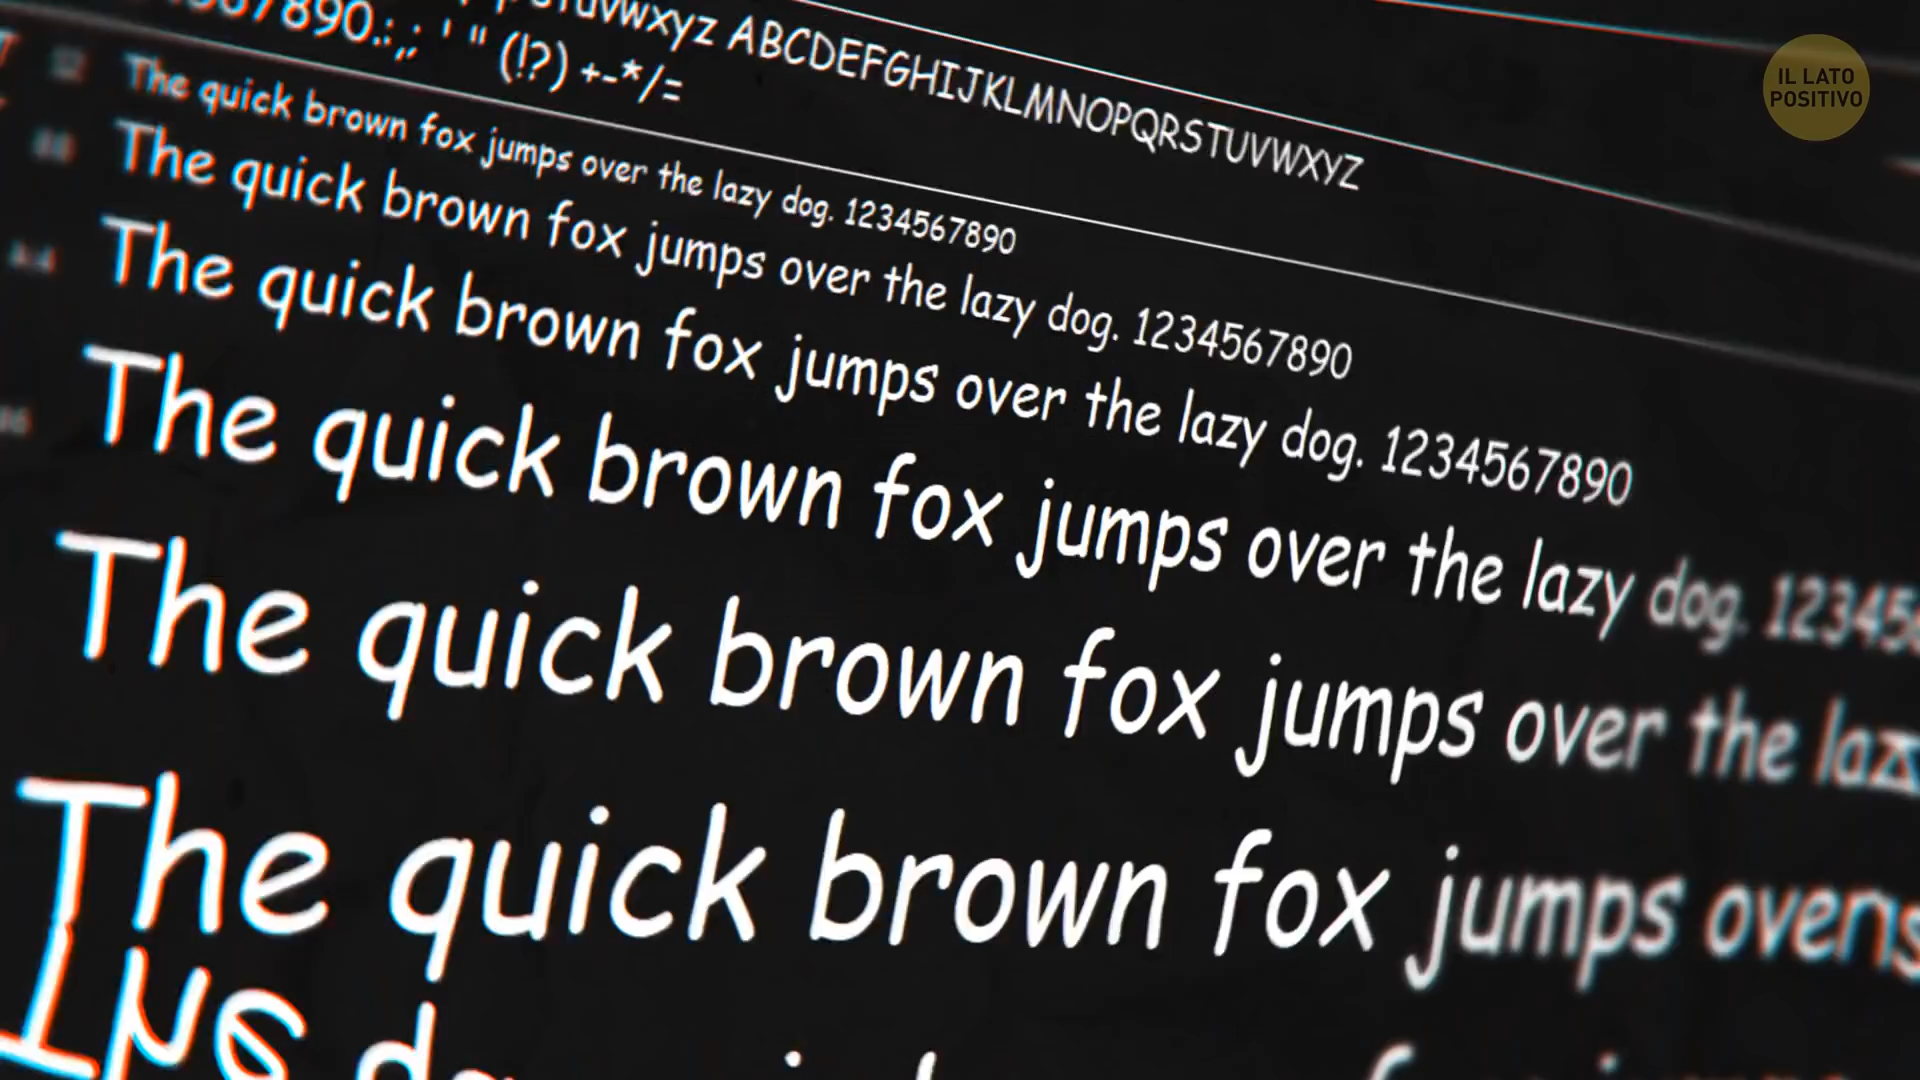 wxyz ABCDEFGHIJKLMNOPQRSTUVWXYZ
7890.:,; ' " (!?) +-*/=
IL LATO
POSITIVO
The quick brown fox jumps over the lazy dog. 1234567890
The quick brown fox jumps over the lazy dog. 1234567890
The quick brown fox jumps over the lazy dog. 1234567890
The quick brown fox jumps over the lazy dog. 12345
The quick brown fox jumps over the
The quick brown fox jumps